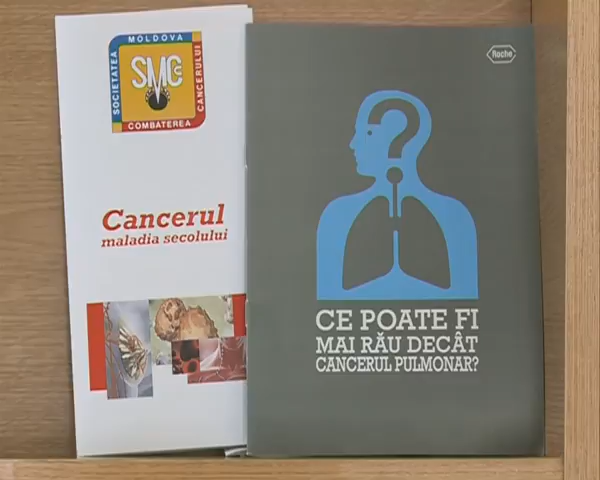 MOLDOVA
SOCIETATEA
SMCc
CANCERULUI
COMBATEREA
Cancerul
maladia secolului
Roche
CE POATE FI
MAI RĂU DECÂT
CANCERUL PULMONAR?